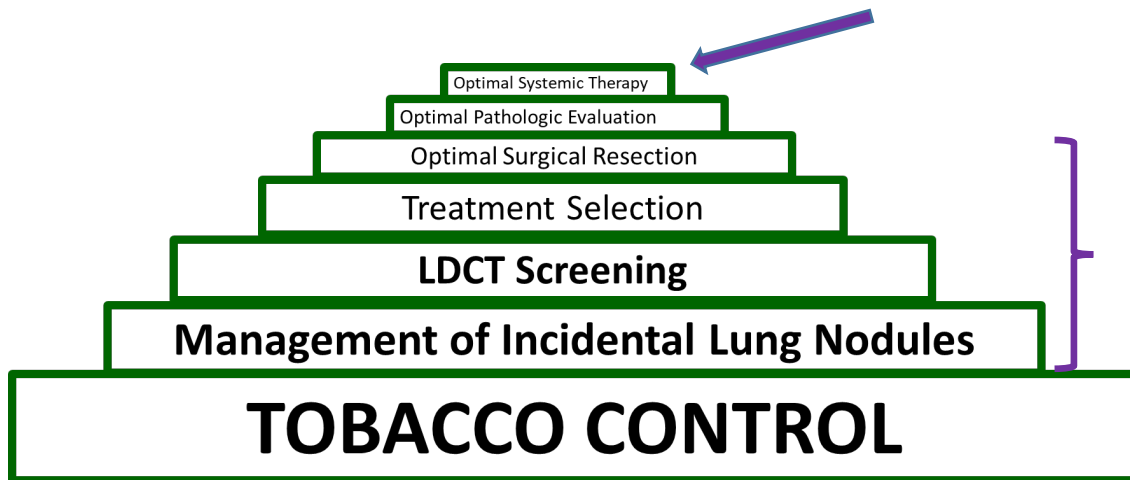 Optimal Systemic Therapy
Optimal Pathologic Evaluation
Optimal Surgical Resection
Treatment Selection
LDCT Screening
Management of Incidental Lung Nodules
TOBACCO CONTROL